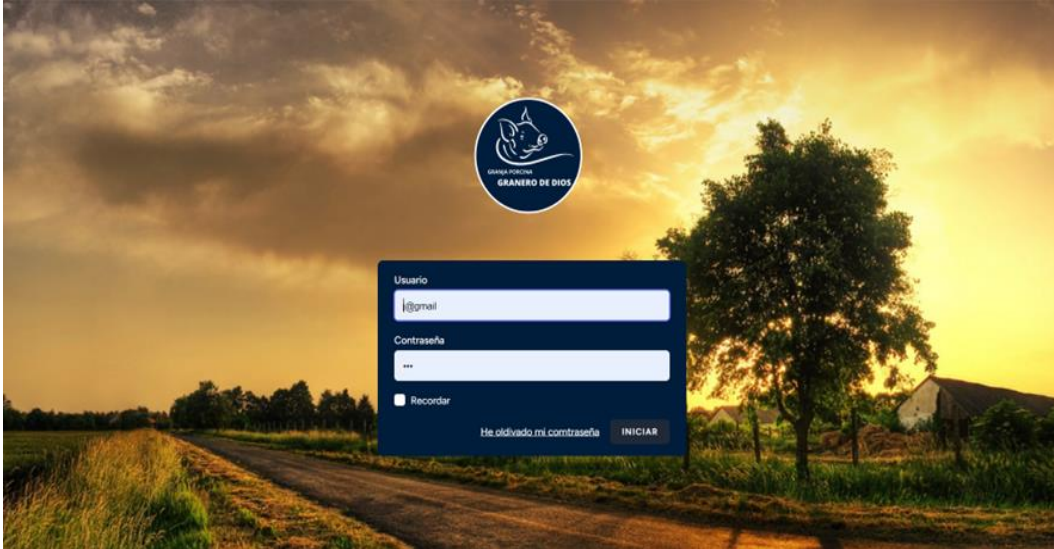 GRANJA PORCINA
GRANERO DE DIOS
Usuario
i@gmail
Contraseña
•••
Recordar
He oldivado mi comtraseña
INICIAR